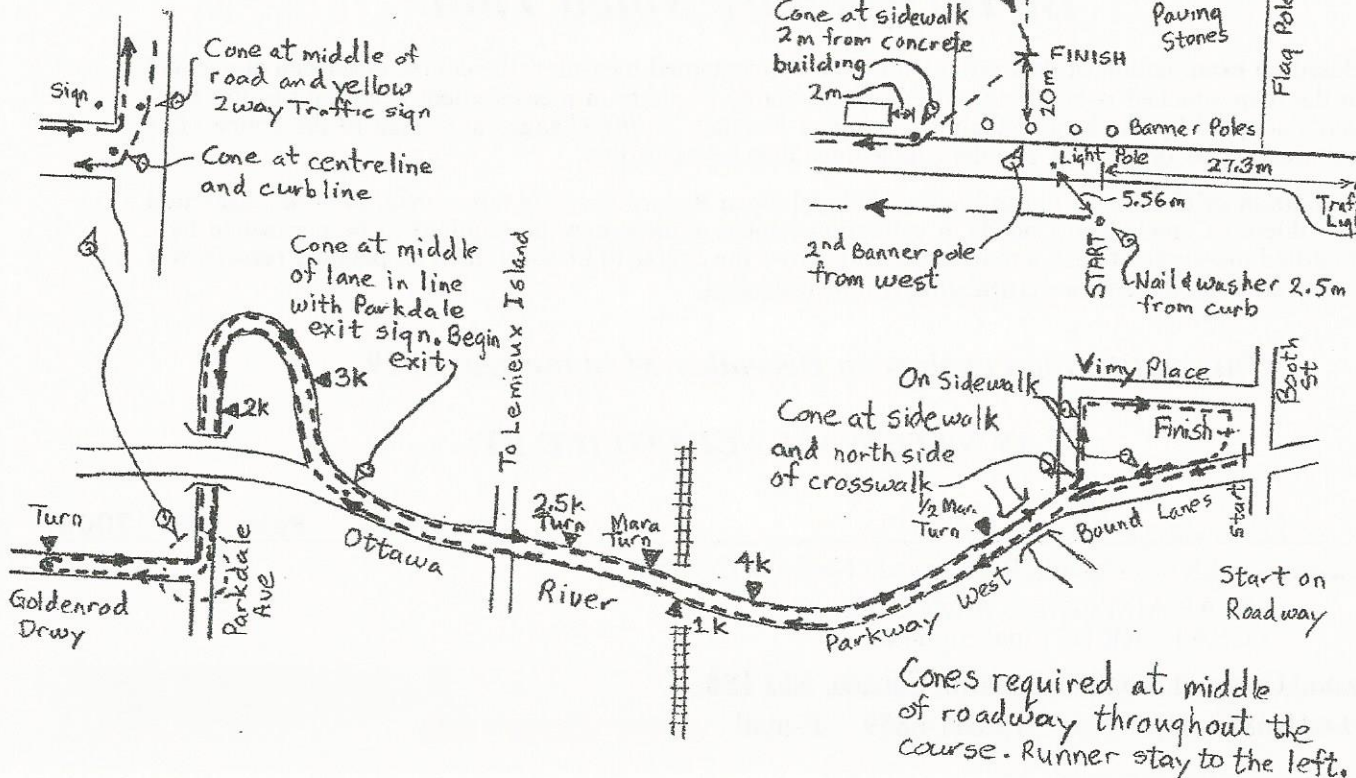 Sign
Cone at middle of
road and yellow
2way Traffic sign
Cone at centreline
and curbline
Cone at sidewalk
2m from concrete
building
2m
FINISH
20m
Paving
Stones
Flag Pole
Banner Poles
Light Pole
27.3m
5.56m
2nd Banner pole
from west
START
Nail & washer 2.5m
from curb
Cone at middle
of lane in line
with Parkdale
exit sign. Begin
exit
To Lemieux Island
3k
2k
On Sidewalk
Vimy Place
Booth
St
Cone at sidewalk
and north side
of crosswalk
Finish
Start
1/2 Mar.
Turn
2.5k
Turn
Mara
Turn
4k
1k
Turn
Goldenrod
Drwy
Parkdale
Ave
Ottawa
River
Parkway
West
Bound Lanes
Start on
Roadway
Cones required at middle
of roadway throughout the
course. Runner stay to the left.